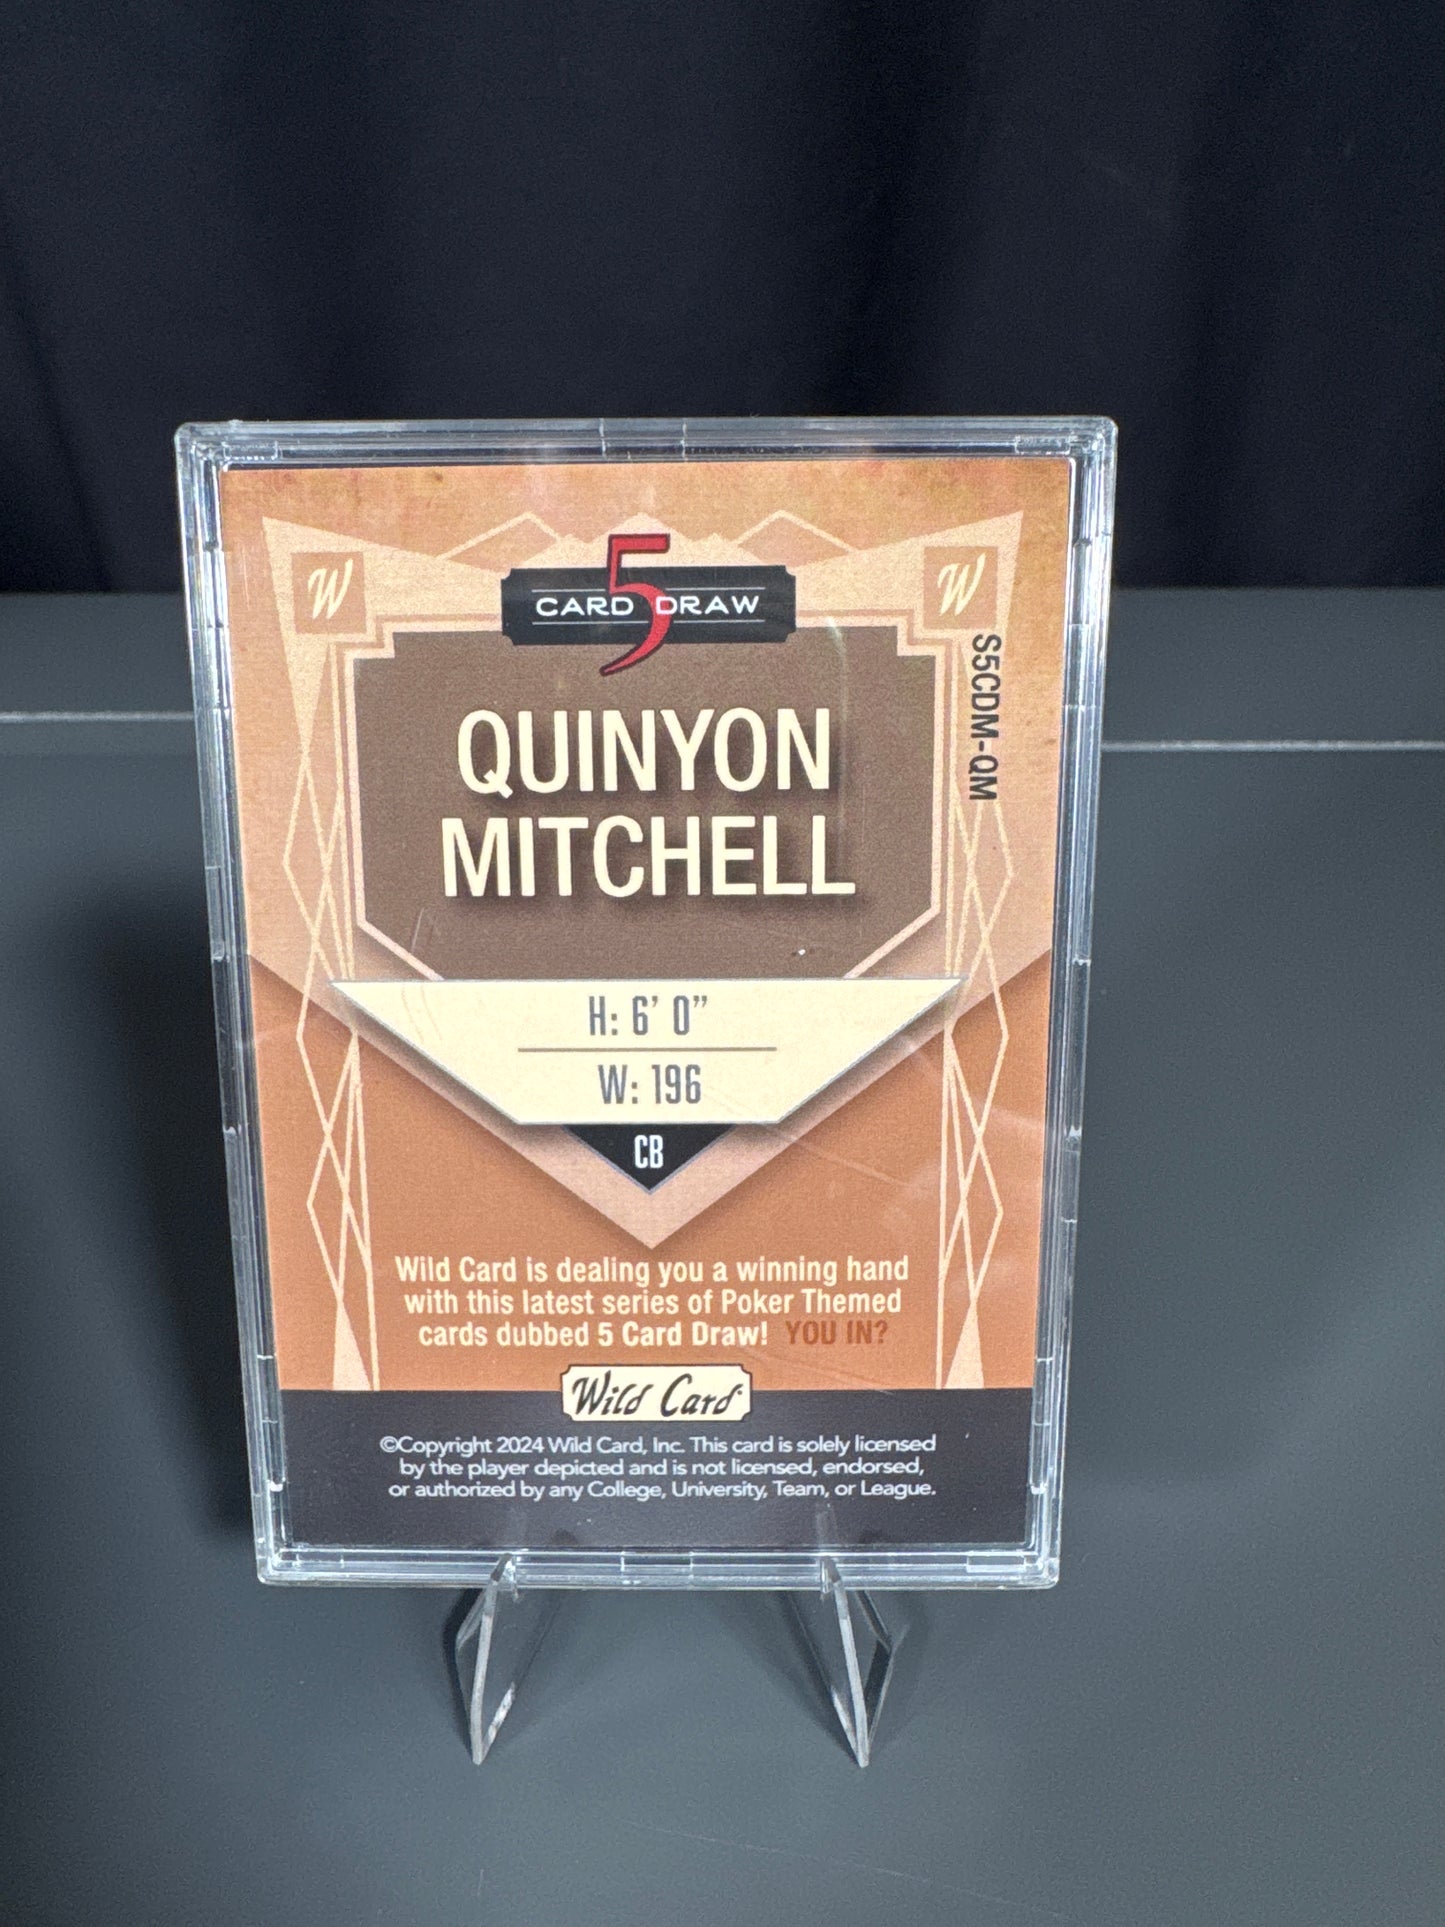 W
W
5
CARD DRAW
S5CDM-QM
QUINYON
MITCHELL
H: 6' 0"
W: 196
CB
Wild Card is dealing you a winning hand
with this latest series of Poker Themed
cards dubbed 5 Card Draw! YOU IN?
Wild Card
©Copyright 2024 Wild Card, Inc. This card is solely licensed
by the player depicted and is not licensed, endorsed,
or authorized by any College, University, Team, or League.